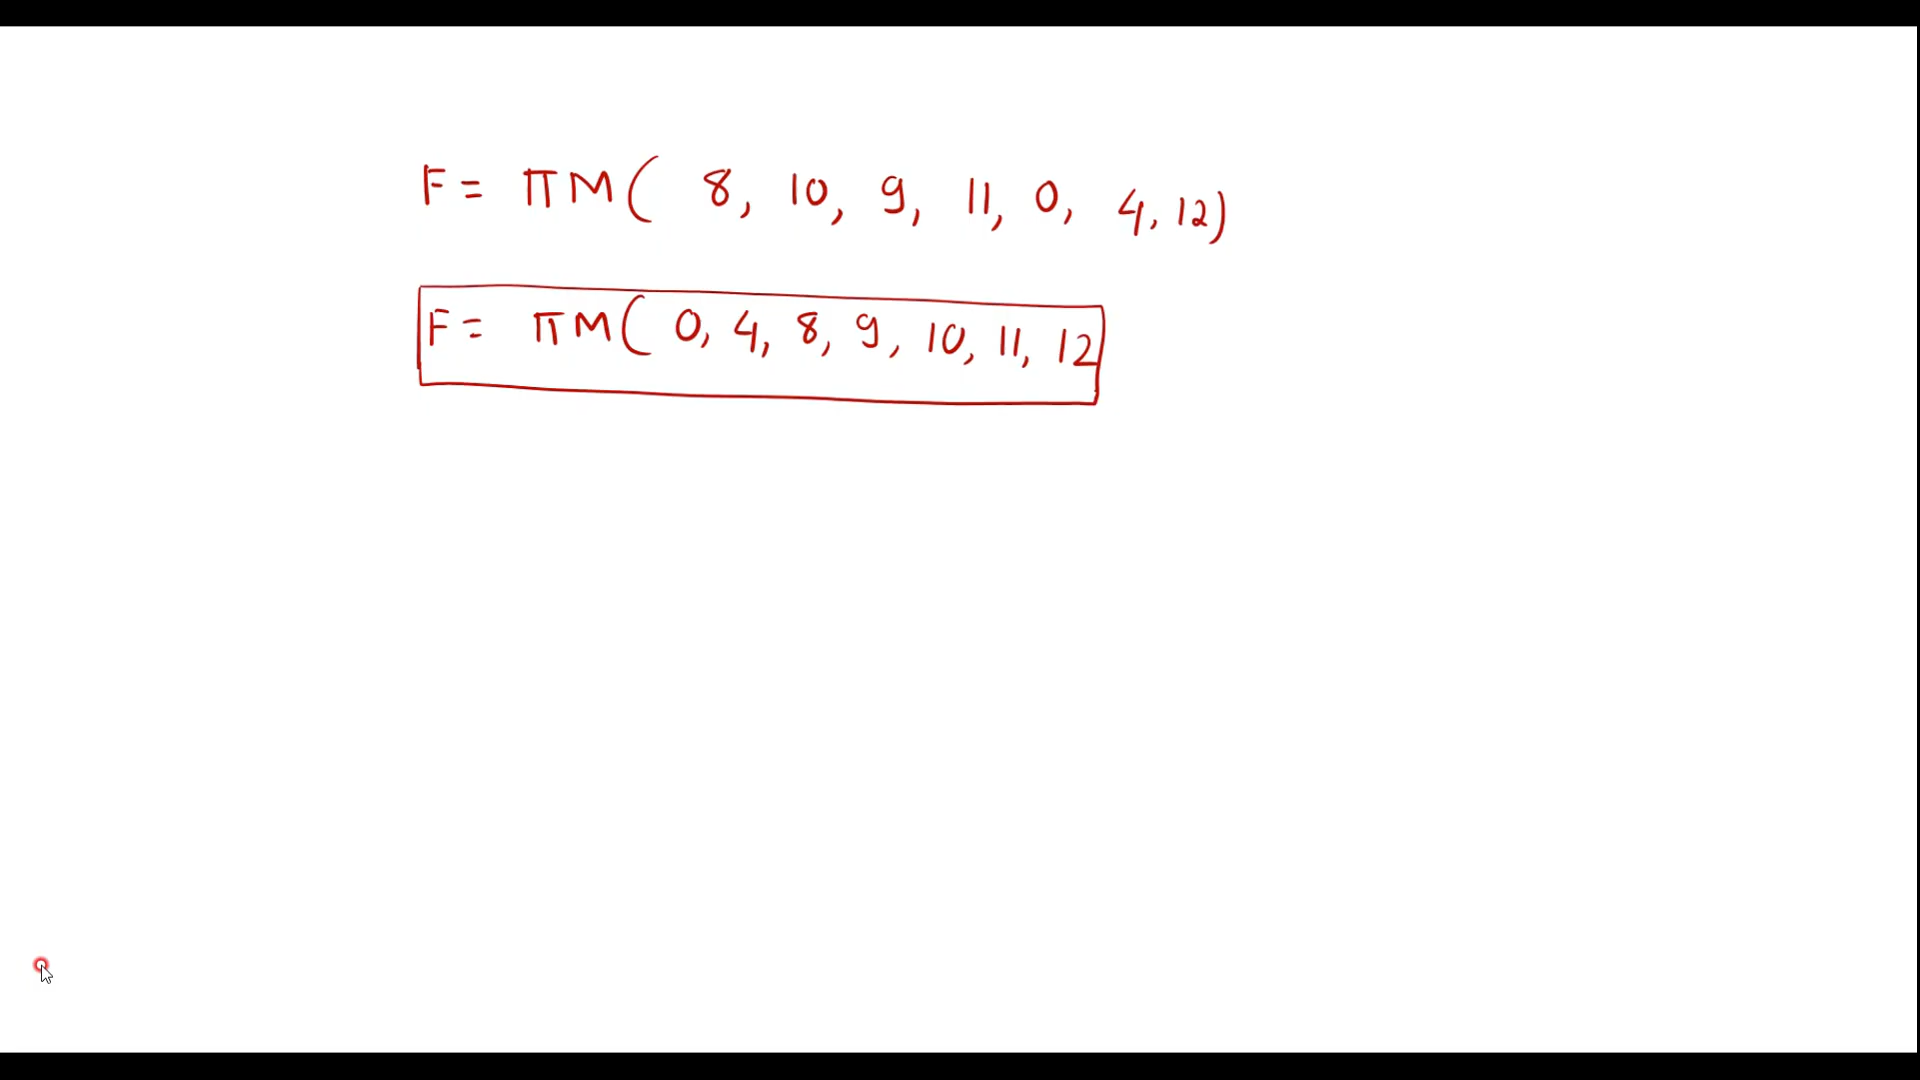 F = πM( 8, 10, 9, 11, 0, 4, 12)
F = πM( 0, 4, 8, 9, 10, 11, 12